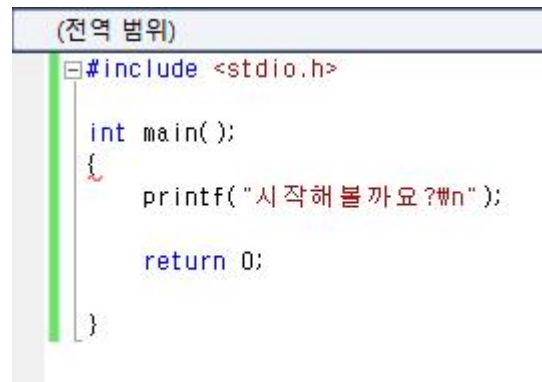 (전역 범위)
#include <stdio.h>
int main();
{
printf("시작해볼까요?₩n");
return 0;
}